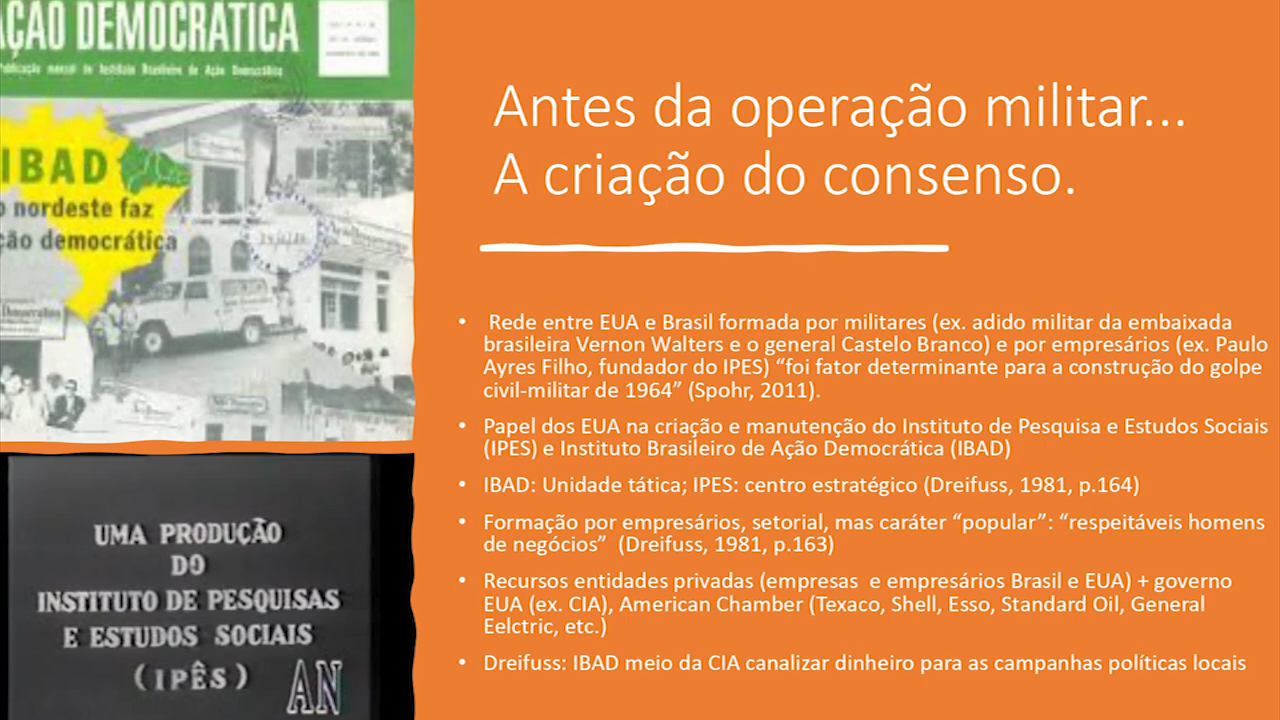 AÇÃO DEMOCRÁTICA
Publicação mensal do Instituto Brasileiro de Ação Democrática
IBAD
nordeste faz
democrática
UMA PRODUÇÃO
DO
INSTITUTO DE PESQUISAS
E ESTUDOS SOCIAIS
(IPÊS)
AN
Antes da operação militar...
A criação do consenso.
• Rede entre EUA e Brasil formada por militares (ex. adido militar da embaixada
brasileira Vernon Walters e o general Castelo Branco) e por empresários (ex. Paulo
Ayres Filho, fundador do IPES) “foi fator determinante para a construção do golpe
civil-militar de 1964” (Spohr, 2011).
• Papel dos EUA na criação e manutenção do Instituto de Pesquisa e Estudos Sociais
(IPES) e Instituto Brasileiro de Ação Democrática (IBAD)
• IBAD: Unidade tática; IPES: centro estratégico (Dreifuss, 1981, p.164)
• Formação por empresários, setorial, mas caráter “popular”: “respeitáveis homens
de negócios” (Dreifuss, 1981, p.163)
• Recursos entidades privadas (empresas e empresários Brasil e EUA) + governo
EUA (ex. CIA), American Chamber (Texaco, Shell, Esso, Standard Oil, General
Eelctric, etc.)
• Dreifuss: IBAD meio da CIA canalizar dinheiro para as campanhas políticas locais